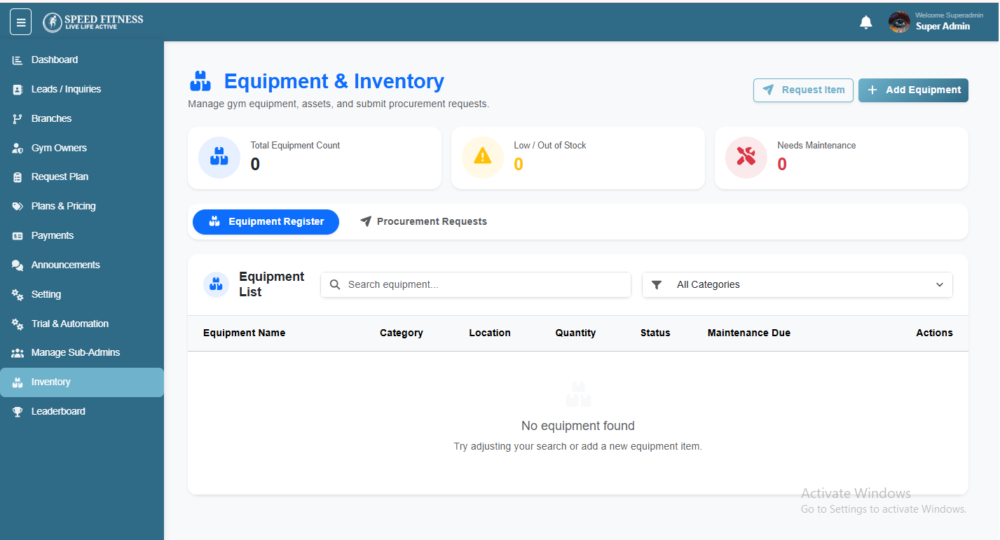 SPEED FITNESS
LIVE LIFE ACTIVE
Welcome Superadmin
Super Admin
Dashboard
Leads / Inquiries
Branches
Gym Owners
Request Plan
Plans & Pricing
Payments
Announcements
Setting
Trial & Automation
Manage Sub-Admins
Inventory
Leaderboard
Equipment & Inventory
Manage gym equipment, assets, and submit procurement requests.
Request Item
Add Equipment
Total Equipment Count
0
Low / Out of Stock
0
Needs Maintenance
0
Equipment Register
Procurement Requests
Equipment
List
Search equipment...
All Categories
Equipment Name Category Location Quantity Status Maintenance Due Actions
No equipment found
Try adjusting your search or add a new equipment item.
Activate Windows
Go to Settings to activate Windows.